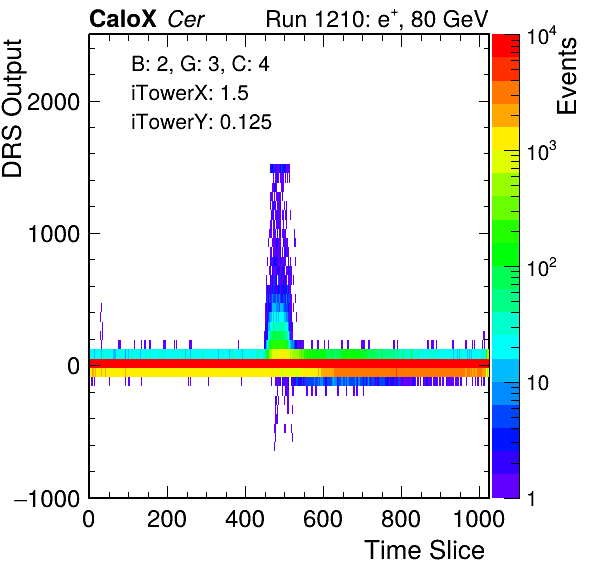 CaloX Cer Run 1210: e⁺, 80 GeV
B: 2, G: 3, C: 4
iTowerX: 1.5
iTowerY: 0.125
DRS Output
2000
1000
0
−1000
0 200 400 600 800 1000
Time Slice
10⁴
10³
10²
10
1
Events